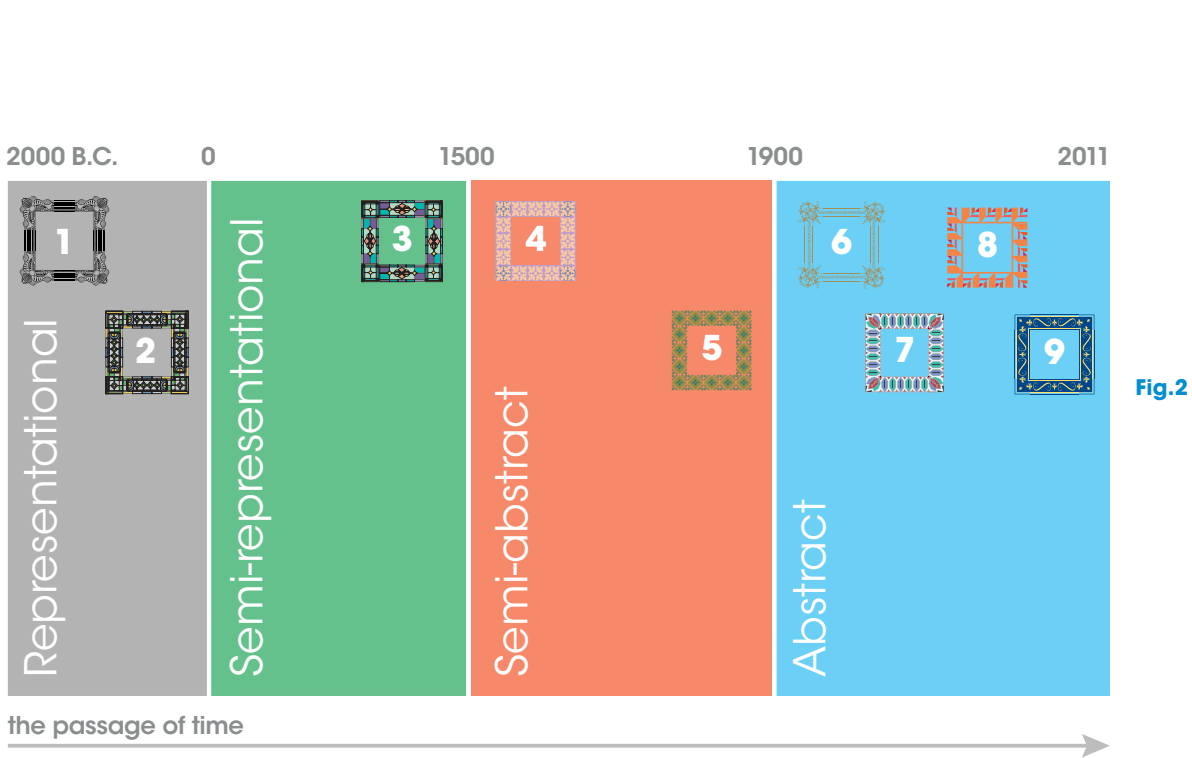 2000 B.C. 0 1500 1900 2011
1 3 4 6 8
2 5 7 9
Representational
Semi-representational
Semi-abstract
Abstract
Fig.2
the passage of time